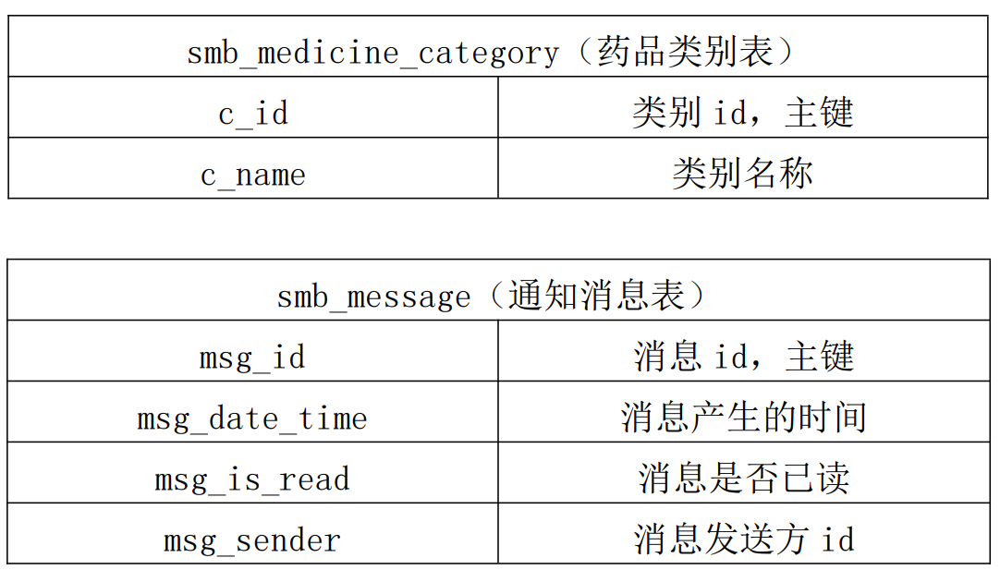 smb_medicine_category（药品类别表）
c_id 类别 id，主键
c_name 类别名称
smb_message（通知消息表）
msg_id 消息 id，主键
msg_date_time 消息产生的时间
msg_is_read 消息是否已读
msg_sender 消息发送方 id